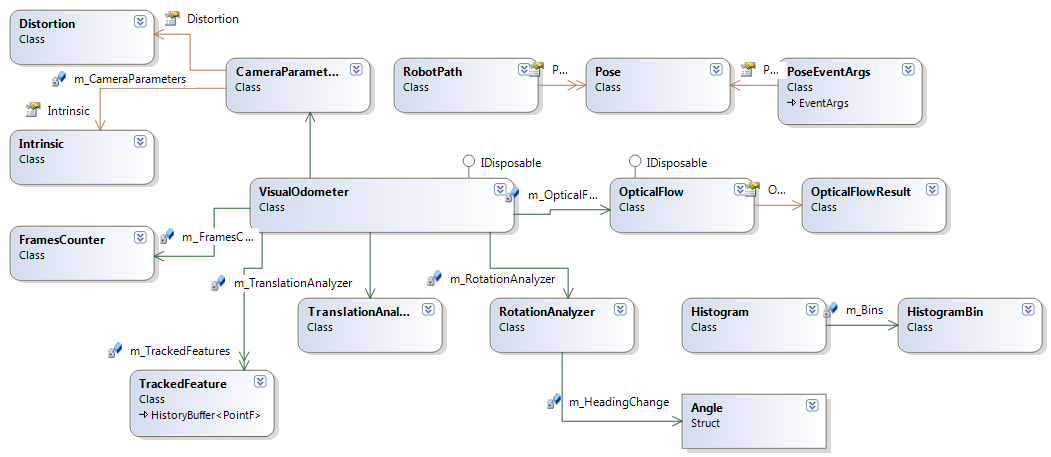 Distortion
Class
Distortion
m_CameraParameters
CameraParamet...
Class
RobotPath
Class
P...
Pose
Class
P...
PoseEventArgs
Class
EventArgs
Intrinsic
Intrinsic
Class
IDisposable
IDisposable
VisualOdometer
Class
m_OpticalF...
OpticalFlow
Class
O...
OpticalFlowResult
Class
FramesCounter
Class
m_FramesC...
m_TranslationAnalyzer
m_RotationAnalyzer
TranslationAnal...
Class
RotationAnalyzer
Class
Histogram
Class
m_Bins
HistogramBin
Class
m_TrackedFeatures
TrackedFeature
Class
HistoryBuffer<PointF>
m_HeadingChange
Angle
Struct